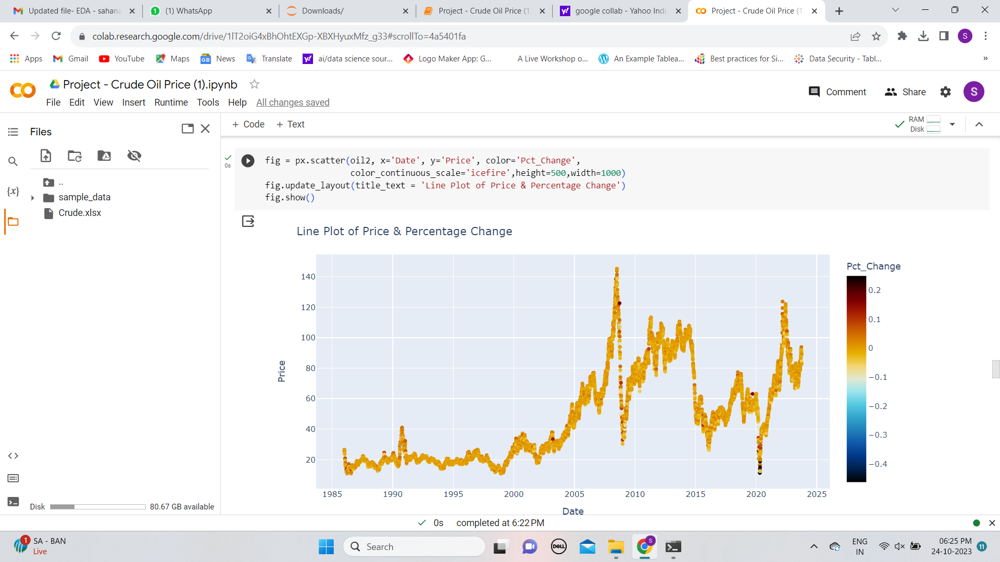 Updated file- EDA - sahana
(1) WhatsApp
Downloads/
Project - Crude Oil Price (1)
google collab - Yahoo Indi
Project - Crude Oil Price (1
colab.research.google.com/drive/1lT2oiG4xBhOhtEXGp-XBXHyuxMfz_g33#scrollTo=4a5401fa
S
Apps
Gmail
YouTube
Maps
News
Translate
ai/data science sour...
Logo Maker App: G...
A Live Workshop o...
An Example Tablea...
Best practices for Si...
Data Security - Tabl...
»
Project - Crude Oil Price (1).ipynb
File Edit View Insert Runtime Tools Help All changes saved
Comment
Share
S
Files
+ Code + Text
RAM
Disk
..
sample_data
Crude.xlsx
{x}
0s
fig = px.scatter(oil2, x='Date', y='Price', color='Pct_Change',
color_continuous_scale='icefire',height=500,width=1000)
fig.update_layout(title_text = 'Line Plot of Price & Percentage Change')
fig.show()
Line Plot of Price & Percentage Change
Price
140
120
100
80
60
40
20
1985 1990 1995 2000 2005 2010 2015 2020 2025
Date
Pct_Change
0.2
0.1
0
−0.1
−0.2
−0.3
−0.4
Disk 80.67 GB available
0s completed at 6:22 PM
1
SA - BAN
Live
Search
DELL
S
ENG
IN
06:25 PM
24-10-2023
11